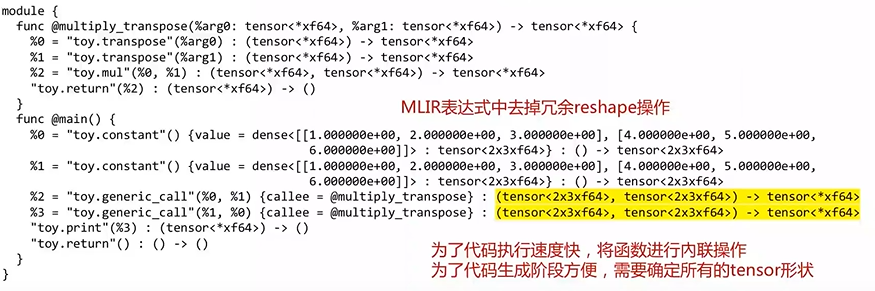 module {
func @multiply_transpose(%arg0: tensor<*xf64>, %arg1: tensor<*xf64>) -> tensor<*xf64> {
%0 = "toy.transpose"(%arg0) : (tensor<*xf64>) -> tensor<*xf64>
%1 = "toy.transpose"(%arg1) : (tensor<*xf64>) -> tensor<*xf64>
%2 = "toy.mul"(%0, %1) : (tensor<*xf64>, tensor<*xf64>) -> tensor<*xf64>
"toy.return"(%2) : (tensor<*xf64>) -> ()
}
MLIR表达式中去掉冗余reshape操作
func @main() {
%0 = "toy.constant"() {value = dense<[[1.000000e+00, 2.000000e+00, 3.000000e+00], [4.000000e+00, 5.000000e+00,
6.000000e+00]]> : tensor<2x3xf64>} : () -> tensor<2x3xf64>
%1 = "toy.constant"() {value = dense<[[1.000000e+00, 2.000000e+00, 3.000000e+00], [4.000000e+00, 5.000000e+00,
6.000000e+00]]> : tensor<2x3xf64>} : () -> tensor<2x3xf64>
%2 = "toy.generic_call"(%0, %1) {callee = @multiply_transpose} : (tensor<2x3xf64>, tensor<2x3xf64>) -> tensor<*xf64>
%3 = "toy.generic_call"(%1, %0) {callee = @multiply_transpose} : (tensor<2x3xf64>, tensor<2x3xf64>) -> tensor<*xf64>
"toy.print"(%3) : (tensor<*xf64>) -> ()
"toy.return"() : () -> ()
}
}
为了代码执行速度快，将函数进行内联操作
为了代码生成阶段方便，需要确定所有的tensor形状